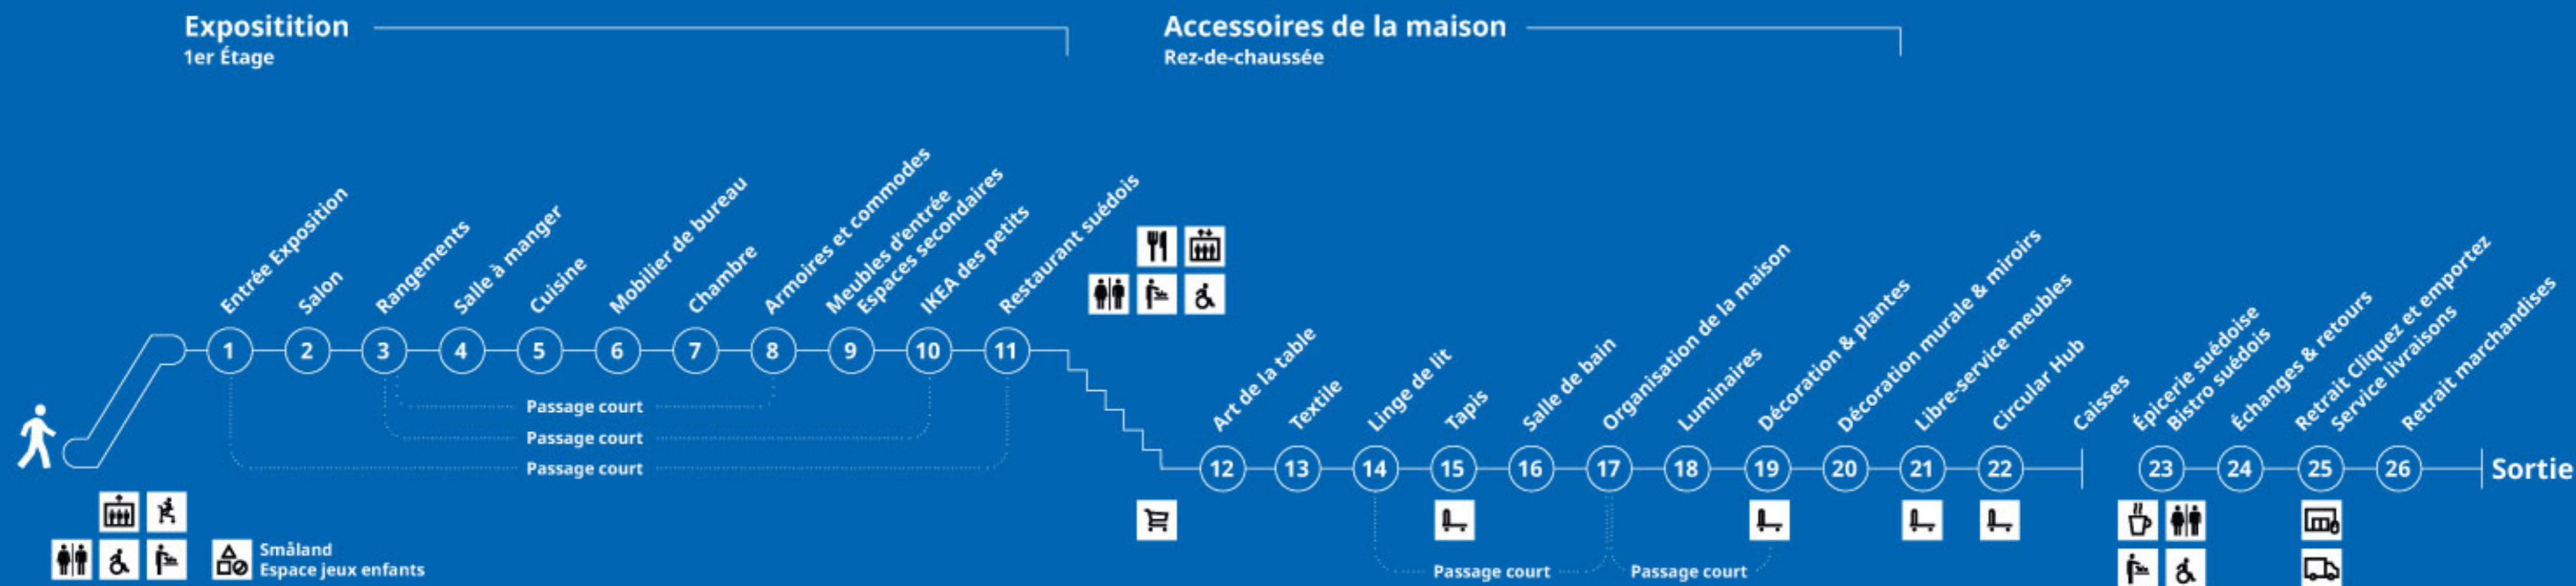 Expositition
1er Étage
Accessoires de la maison
Rez-de-chaussée
Entrée Exposition
Salon
Rangements
Salle à manger
Cuisine
Mobilier de bureau
Chambre
Armoires et commodes
Meubles d'entrée
Espaces secondaires
IKEA des petits
Restaurant suédois
1
2
3
4
5
6
7
8
9
10
11
Passage court
Passage court
Passage court
Småland
Espace jeux enfants
Art de la table
Textile
Linge de lit
Tapis
Salle de bain
Organisation de la maison
Luminaires
Décoration & plantes
Décoration murale & miroirs
Libre-service meubles
Circular Hub
Caisses
Épicerie suédoise
Bistro suédois
Échanges & retours
Retrait Cliquez et emportez
Service livraisons
Retrait marchandises
12
13
14
15
16
17
18
19
20
21
22
23
24
25
26
Sortie
Passage court
Passage court